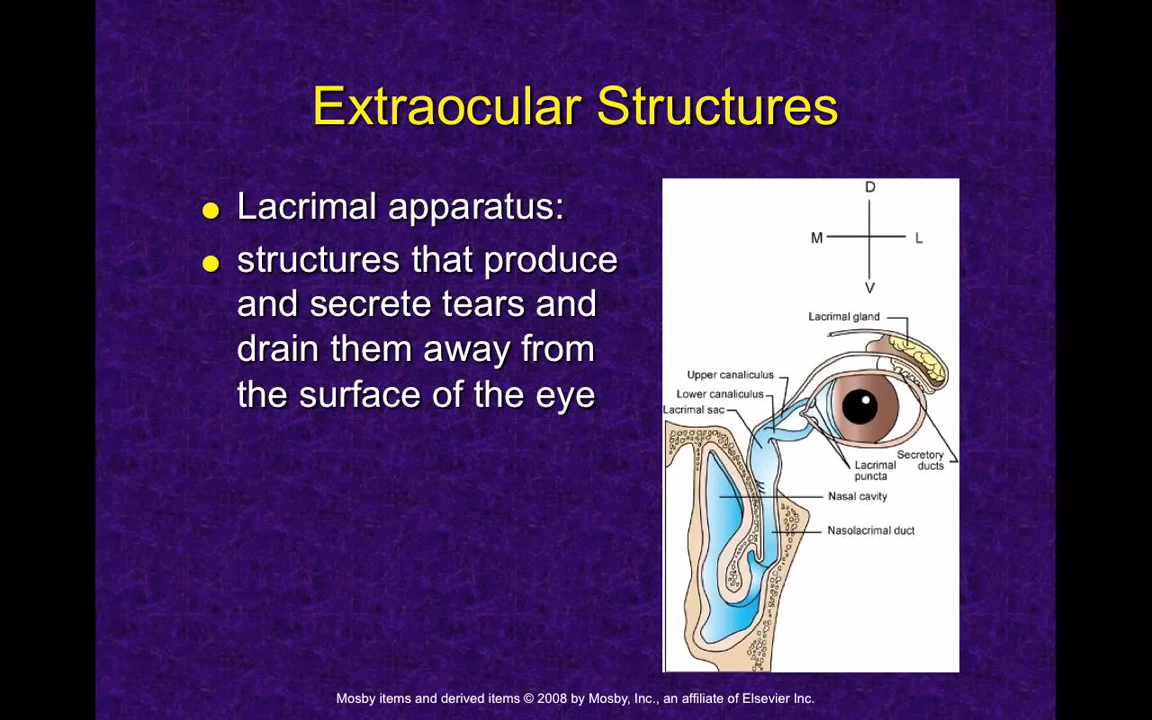 Extraocular Structures
Lacrimal apparatus:
structures that produce
and secrete tears and
drain them away from
the surface of the eye
D
M
L
V
Lacrimal gland
Upper canaliculus
Lower canaliculus
Lacrimal sac
Secretory
ducts
Lacrimal
puncta
Nasal cavity
Nasolacrimal duct
Mosby items and derived items © 2008 by Mosby, Inc., an affiliate of Elsevier Inc.